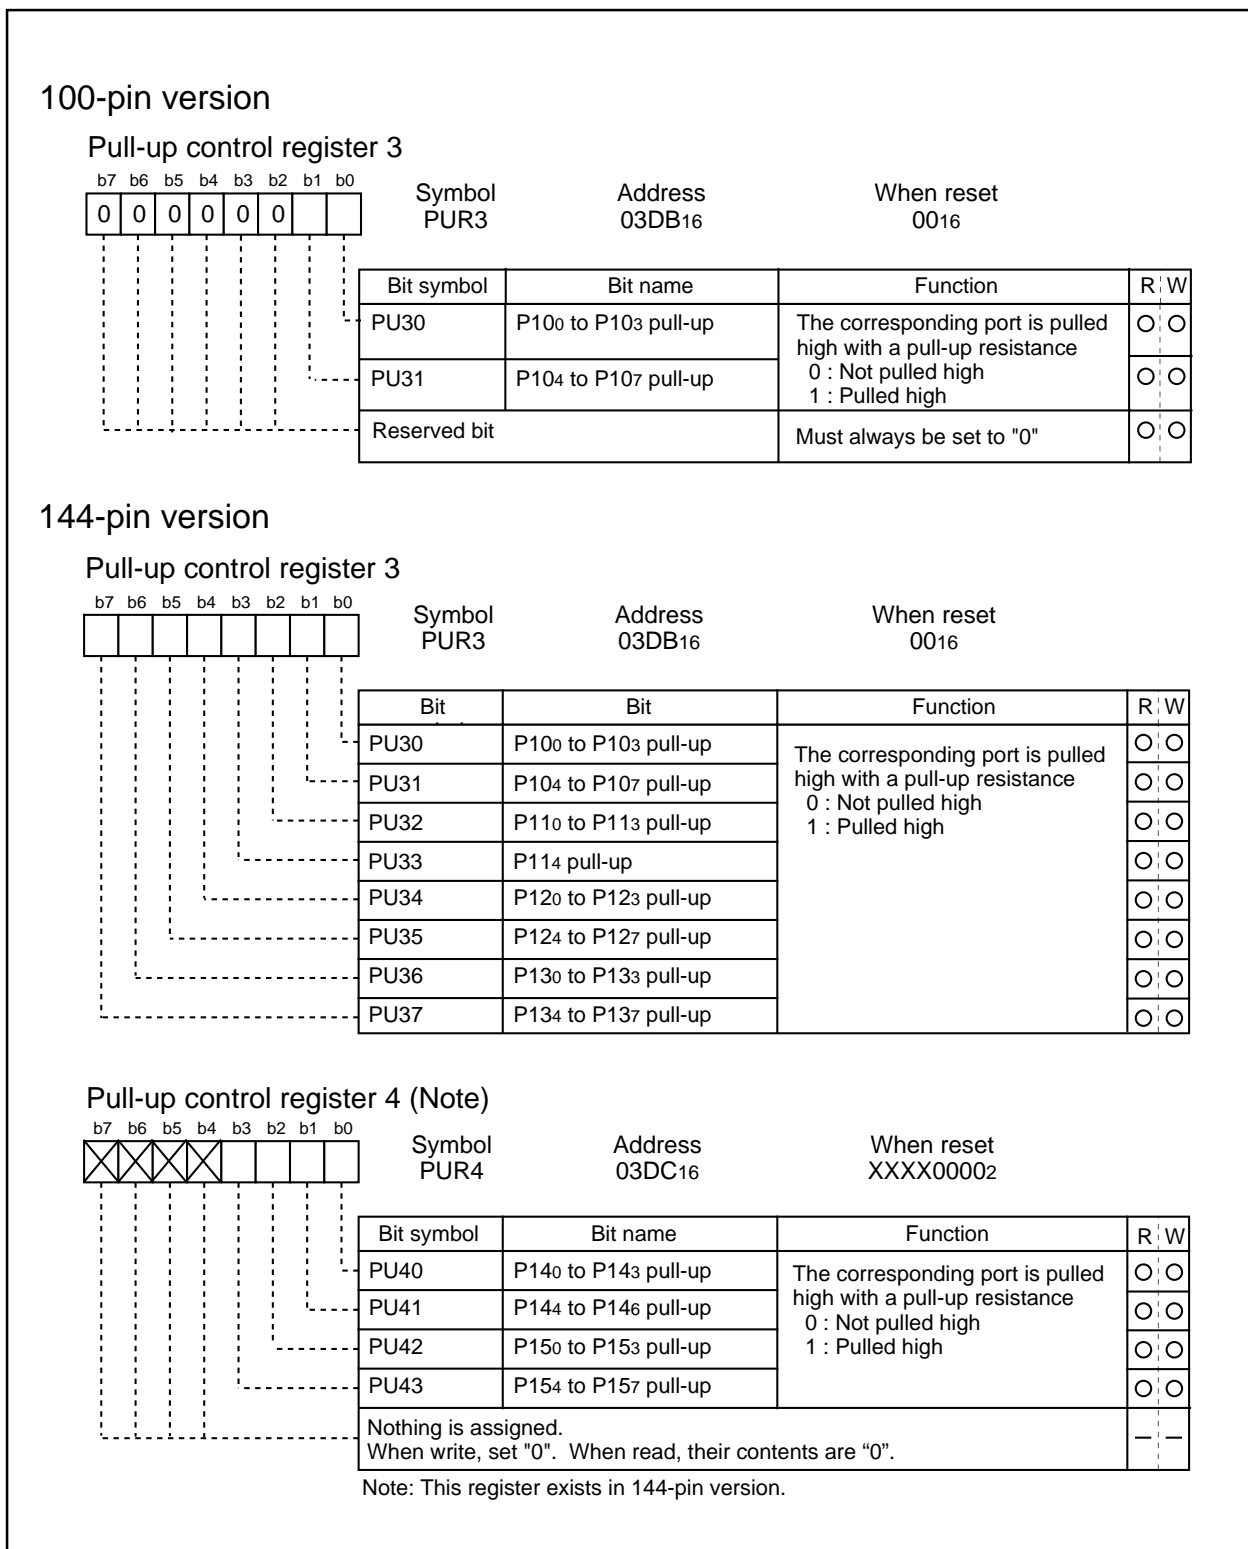 100-pin version
Pull-up control register 3
b7 b6 b5 b4 b3 b2 b1 b0
Symbol Address When reset
0 0 0 0 0 0 PUR3 03DB16 0016
Bit symbol Bit name Function R W
PU30 P100 to P103 pull-up The corresponding port is pulled
high with a pull-up resistance
0 : Not pulled high
PU31 P104 to P107 pull-up
1 : Pulled high
Reserved bit Must always be set to "0"
144-pin version
Pull-up control register 3
b7 b6 b5 b4 b3 b2 b1 b0
Symbol Address When reset
PUR3 03DB16 0016
Bit Bit Function R W
PU30 P100 to P103 pull-up The corresponding port is pulled
PU31 P104 to P107 pull-up high with a pull-up resistance
0 : Not pulled high
PU32 P110 to P113 pull-up 1 : Pulled high
PU33 P114 pull-up
PU34 P120 to P123 pull-up
PU35 P124 to P127 pull-up
PU36 P130 to P133 pull-up
PU37 P134 to P137 pull-up
Pull-up control register 4 (Note)
b7 b6 b5 b4 b3 b2 b1 b0
Symbol Address When reset
PUR4 03DC16 XXXX00002
Bit symbol Bit name Function R W
PU40 P140 to P143 pull-up The corresponding port is pulled
PU41 P144 to P146 pull-up high with a pull-up resistance
0 : Not pulled high
PU42 P150 to P153 pull-up 1 : Pulled high
PU43 P154 to P157 pull-up
Nothing is assigned.
When write, set "0". When read, their contents are “0”. – –
Note: This register exists in 144-pin version.